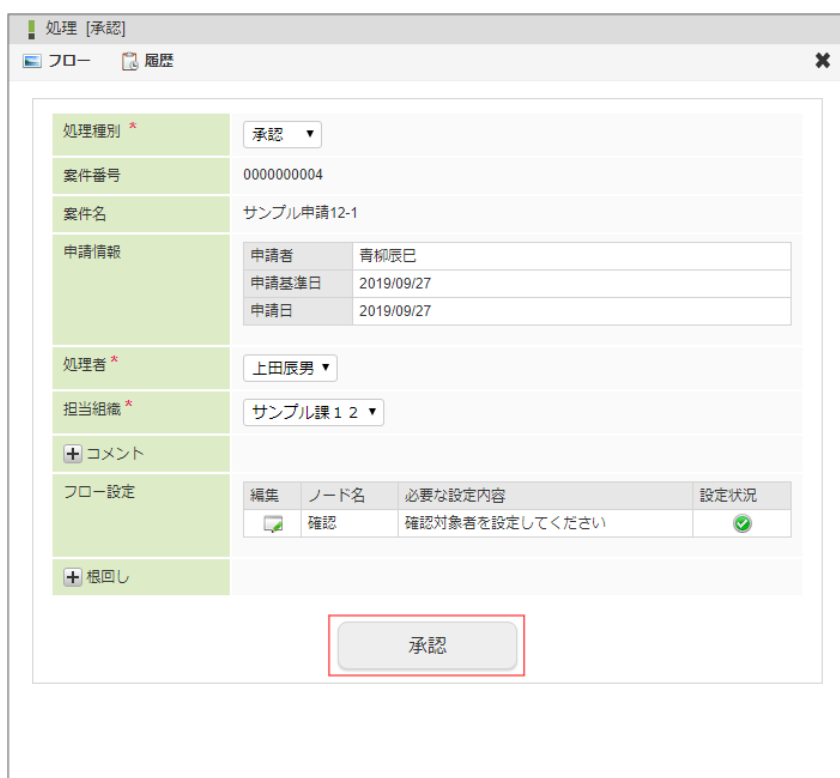 処理 [承認]
フロー 履歴
処理種別 * 承認
案件番号 0000000004
案件名 サンプル申請12-1
申請情報 申請者 青柳辰巳
申請基準日 2019/09/27
申請日 2019/09/27
処理者 * 上田辰男
担当組織 * サンプル課１２
コメント
フロー設定 編集 ノード名 必要な設定内容 設定状況
確認 確認対象者を設定してください
根回し
承認